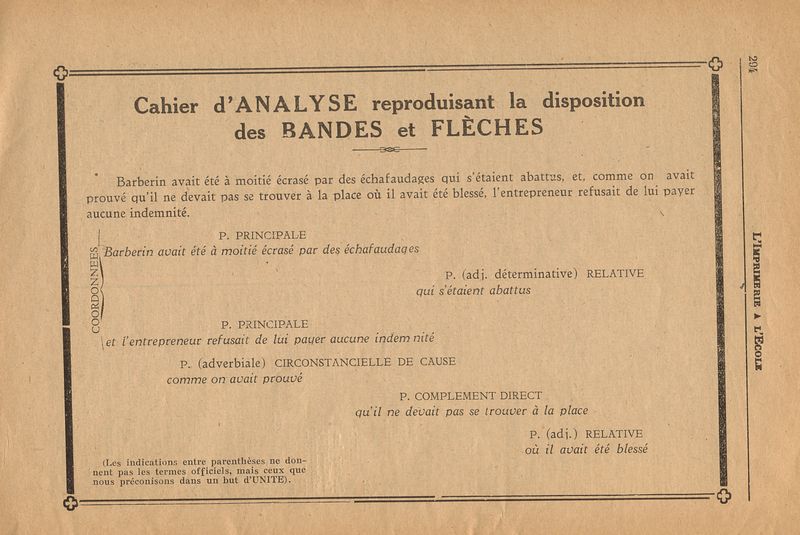 Cahier d'ANALYSE reproduisant la disposition
des BANDES et FLÈCHES
Barberin avait été à moitié écrasé par des échafaudages qui s'étaient abattus, et, comme on avait
prouvé qu'il ne devait pas se trouver à la place où il avait été blessé, l'entrepreneur refusait de lui payer
aucune indemnité.
COORDONNÉES
P. PRINCIPALE
Barberin avait été à moitié écrasé par des échafaudages
P. (adj. déterminative) RELATIVE
qui s'étaient abattus
P. PRINCIPALE
et l'entrepreneur refusait de lui payer aucune indem nité
P. (adverbiale) CIRCONSTANCIELLE DE CAUSE
comme on avait prouvé
P. COMPLEMENT DIRECT
qu'il ne devait pas se trouver à la place
P. (adj.) RELATIVE
où il avait été blessé
(Les indications entre parenthèses ne don-
nent pas les termes officiels, mais ceux que
nous préconisons dans un but d'UNITE).
294
L'IMPRIMERIE A L'ÉCOLE